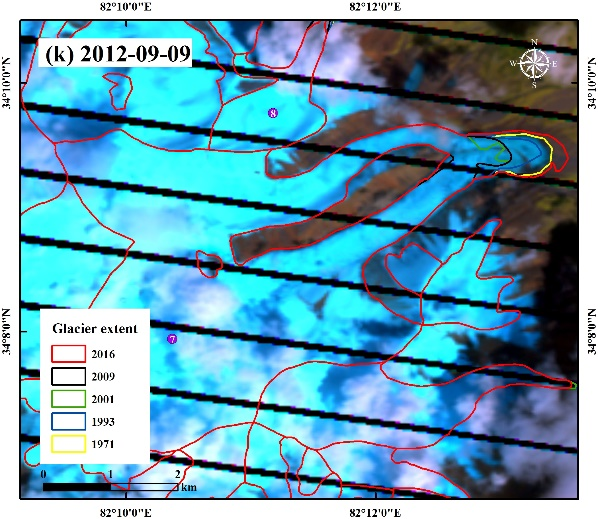 82°10'0"E 82°12'0"E
(k) 2012-09-09
N
W E
S
34°10'0"N 34°10'0"N
8
7
34°8'0"N 34°8'0"N
Glacier extent
2016
2009
2001
1993
1971
0 1 2
km
82°10'0"E 82°12'0"E